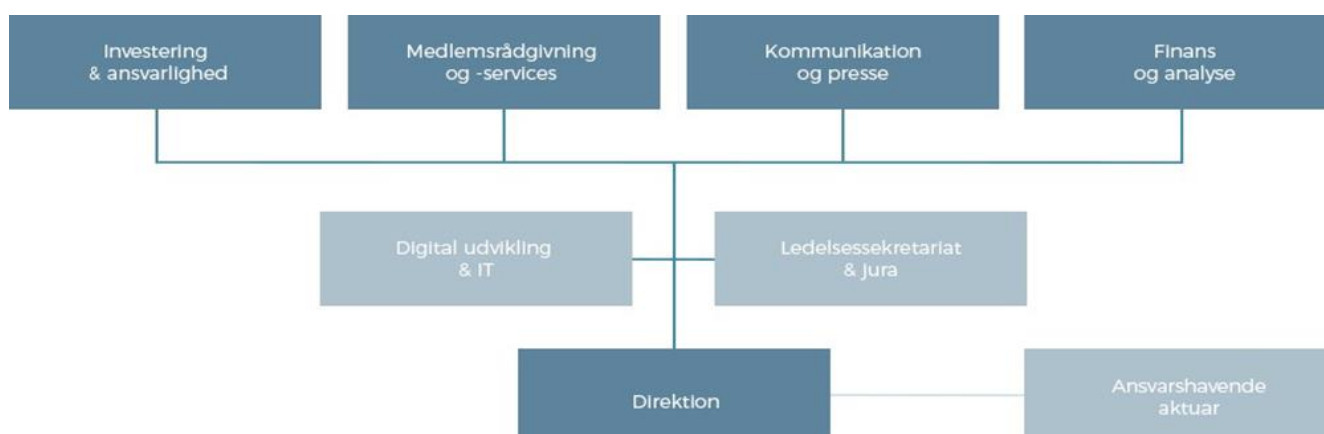 Investering
& ansvarlighed
Medlemsrådgivning
og -services
Kommunikation
og presse
Finans
og analyse
Digital udvikling
& IT
Ledelsessekretariat
& jura
Direktion
Ansvarshavende
aktuar